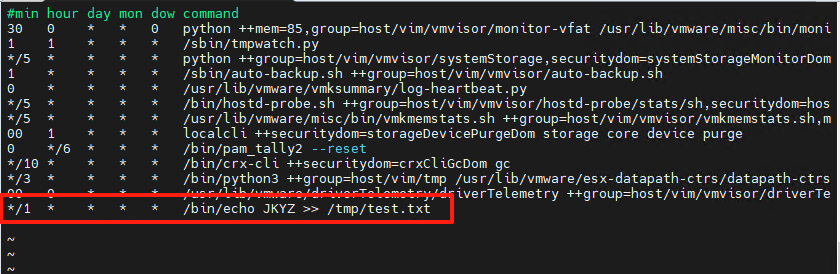 #min hour day mon dow command
30 0 * * 0 python ++mem=85,group=host/vim/vmvisor/monitor-vfat /usr/lib/vmware/misc/bin/moni
1 1 * * * /sbin/tmpwatch.py
*/5 * * * * python ++group=host/vim/vmvisor/systemStorage,securitydom=systemStorageMonitorDom
1 * * * * /sbin/auto-backup.sh ++group=host/vim/vmvisor/auto-backup.sh
0 * * * * /usr/lib/vmware/vmksummary/log-heartbeat.py
*/5 * * * * /bin/hostd-probe.sh ++group=host/vim/vmvisor/hostd-probe/stats/sh,securitydom=hos
*/5 * * * * /usr/lib/vmware/misc/bin/vmkmemstats.sh ++group=host/vim/vmvisor/vmkmemstats.sh,m
00 1 * * * localcli ++securitydom=storageDevicePurgeDom storage core device purge
0 */6 * * * /bin/pam_tally2 --reset
*/10 * * * * /bin/crx-cli ++securitydom=crxCliGcDom gc
*/3 * * * * /bin/python3 ++group=host/vim/tmp /usr/lib/vmware/esx-datapath-ctrs/datapath-ctrs
00 0 * * * /usr/lib/vmware/driverTelemetry/driverTelemetry ++group=host/vim/vmvisor/driverTe
*/1 * * * * /bin/echo JKYZ >> /tmp/test.txt
~
~
~